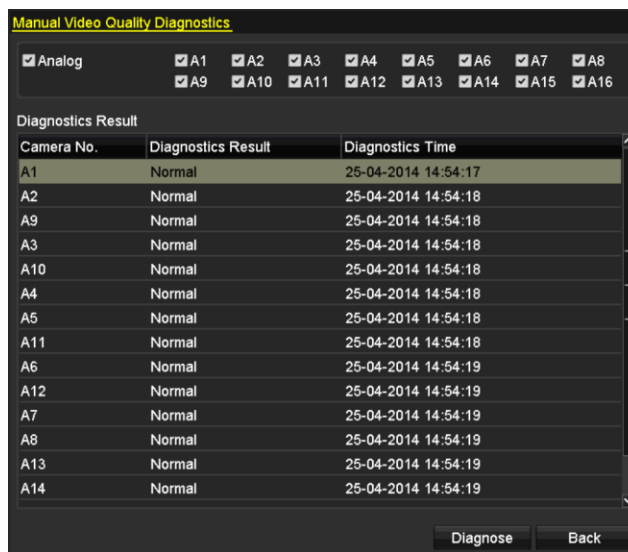 Manual Video Quality Diagnostics
Analog A1 A2 A3 A4 A5 A6 A7 A8
A9 A10 A11 A12 A13 A14 A15 A16
Diagnostics Result
Camera No. Diagnostics Result Diagnostics Time
A1 Normal 25-04-2014 14:54:17
A2 Normal 25-04-2014 14:54:18
A9 Normal 25-04-2014 14:54:18
A3 Normal 25-04-2014 14:54:18
A10 Normal 25-04-2014 14:54:18
A4 Normal 25-04-2014 14:54:18
A5 Normal 25-04-2014 14:54:18
A11 Normal 25-04-2014 14:54:18
A6 Normal 25-04-2014 14:54:19
A12 Normal 25-04-2014 14:54:19
A7 Normal 25-04-2014 14:54:19
A8 Normal 25-04-2014 14:54:19
A13 Normal 25-04-2014 14:54:19
A14 Normal 25-04-2014 14:54:19
Diagnose Back